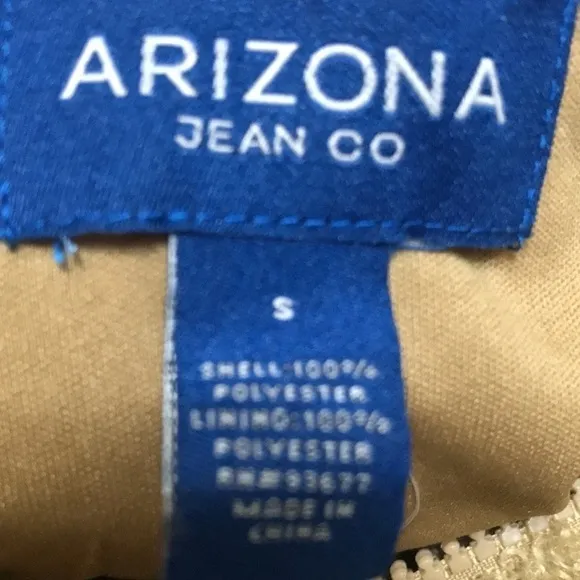 ARIZONA
JEAN CO
S
SHELL:100%
POLYESTER
LINING:100%
POLYESTER
RN#93677
MADE IN
CHINA